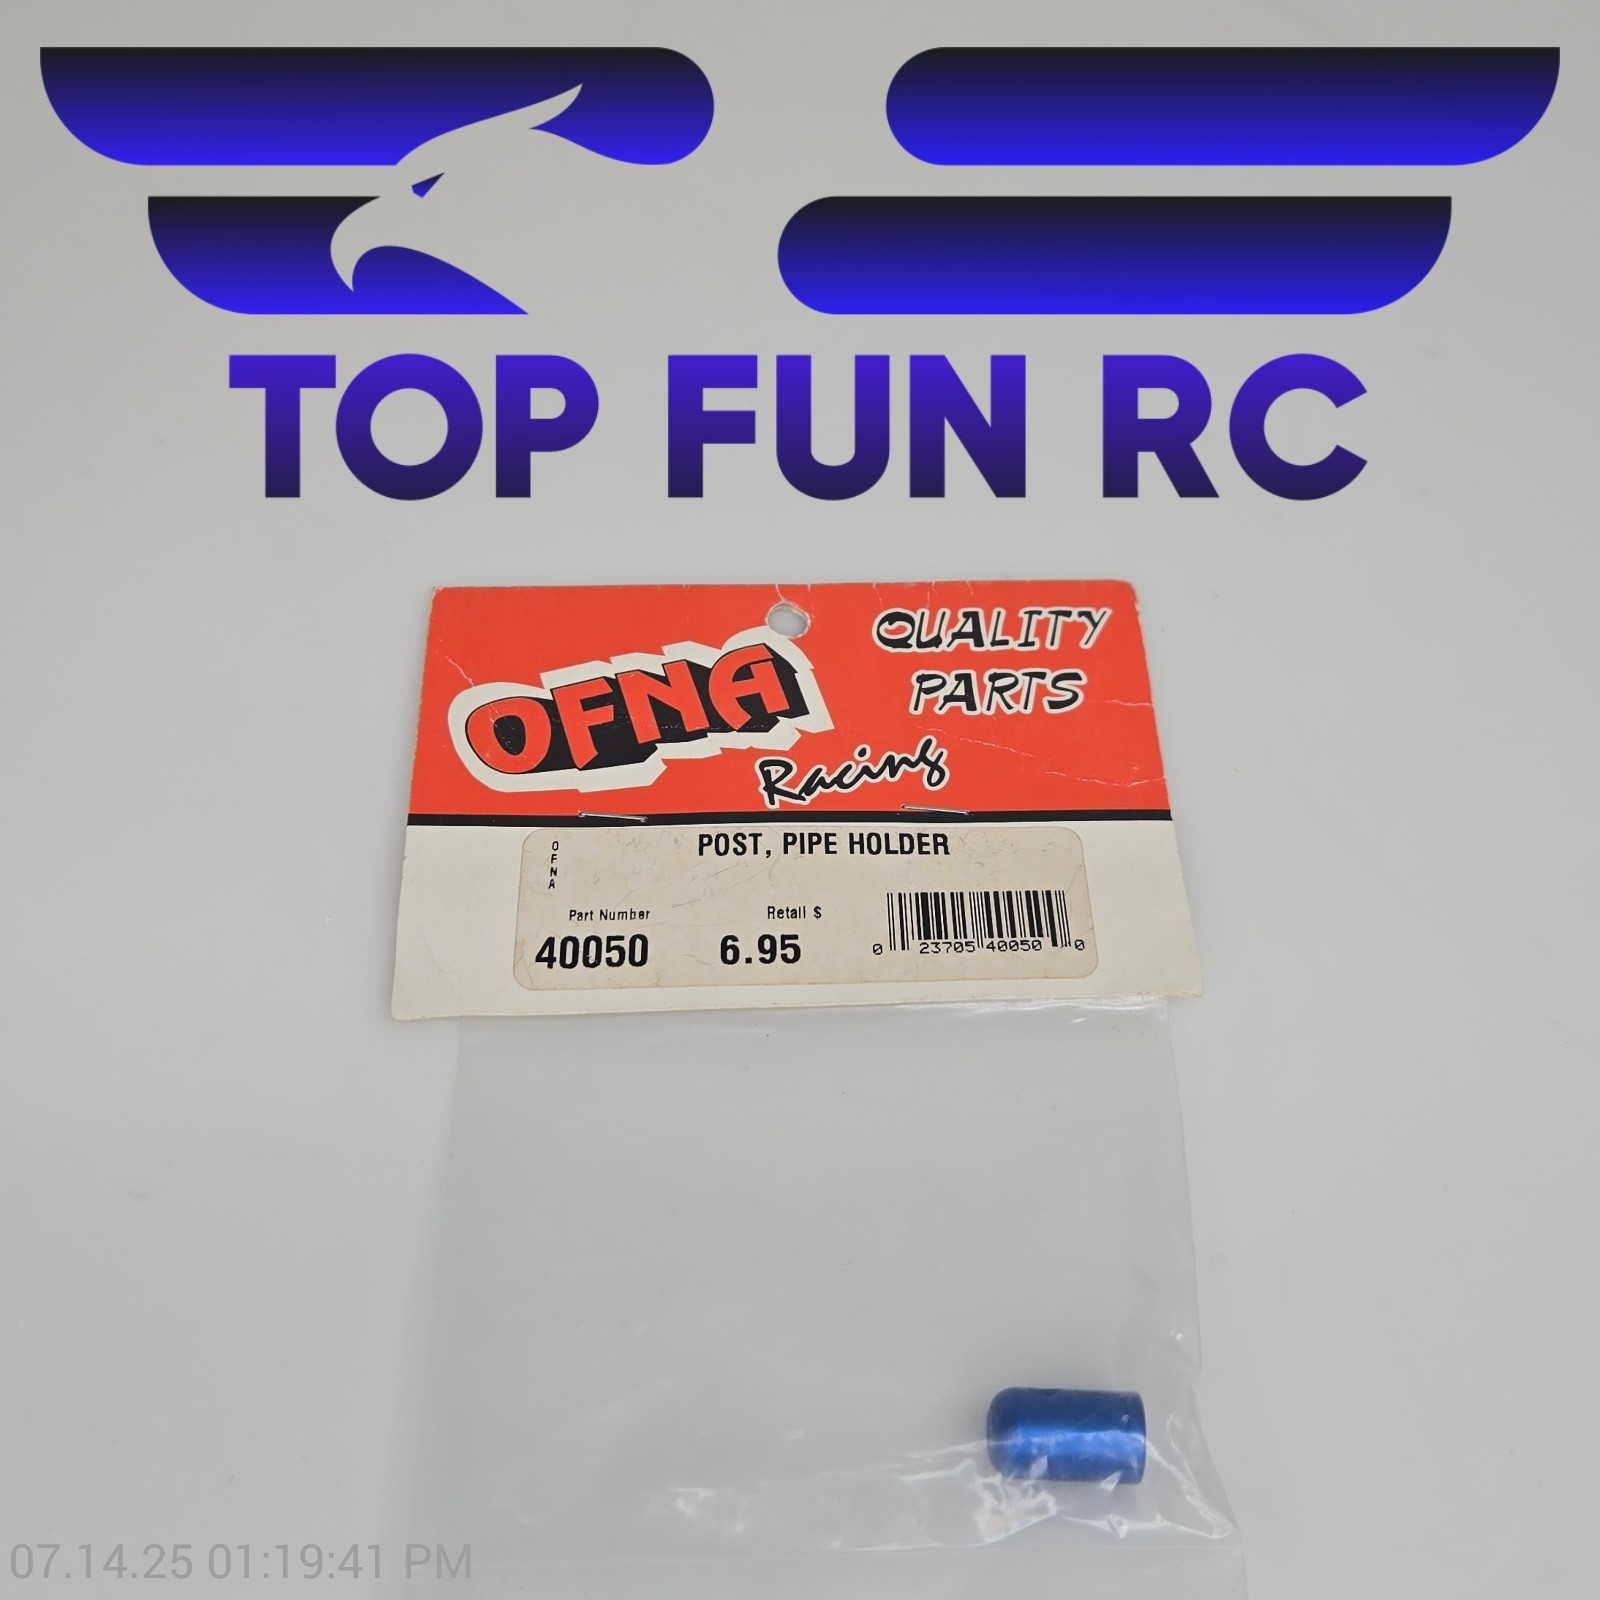 TOP FUN RC
OFNA
Racing
QUALITY
PARTS
OFNA
POST, PIPE HOLDER
Part Number
40050
Retail $
6.95
0 23705 40050 0
07.14.25 01:19:41 PM